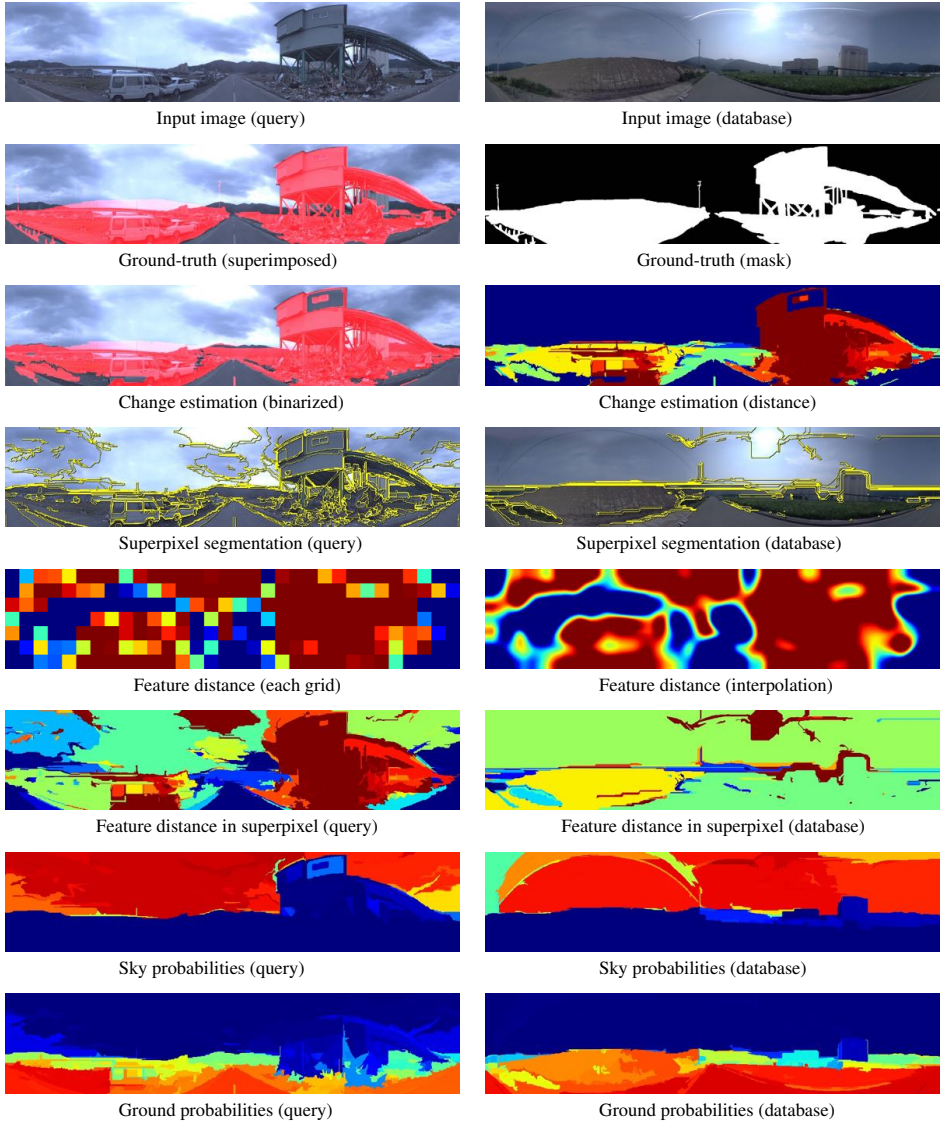 Input image (query)
Input image (database)
Ground-truth (superimposed)
Ground-truth (mask)
Change estimation (binarized)
Change estimation (distance)
Superpixel segmentation (query)
Superpixel segmentation (database)
Feature distance (each grid)
Feature distance (interpolation)
Feature distance in superpixel (query)
Feature distance in superpixel (database)
Sky probabilities (query)
Sky probabilities (database)
Ground probabilities (query)
Ground probabilities (database)